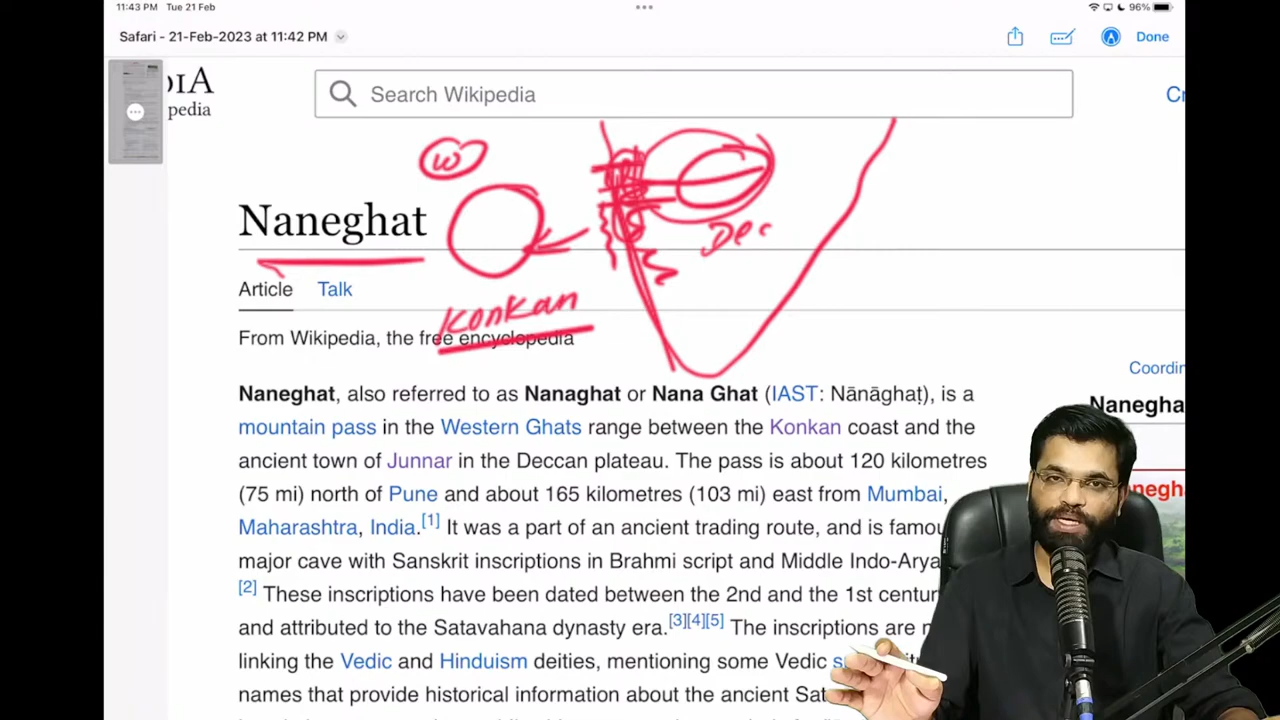 11:43 PM Tue 21 Feb
96%
Safari - 21-Feb-2023 at 11:42 PM
Done
pedia
Search Wikipedia
W
Dec
Naneghat
Konkan
Article Talk
From Wikipedia, the free encyclopedia
Naneghat, also referred to as Nanaghat or Nana Ghat (IAST: Nānāghaṭ), is a
mountain pass in the Western Ghats range between the Konkan coast and the
ancient town of Junnar in the Deccan plateau. The pass is about 120 kilometres
(75 mi) north of Pune and about 165 kilometres (103 mi) east from Mumbai,
Maharashtra, India.[1] It was a part of an ancient trading route, and is famou
major cave with Sanskrit inscriptions in Brahmi script and Middle Indo-Arya
[2] These inscriptions have been dated between the 2nd and the 1st centur
and attributed to the Satavahana dynasty era.[3][4][5] The inscriptions are
linking the Vedic and Hinduism deities, mentioning some Vedic
names that provide historical information about the ancient Sat
Coordin
Nanegha